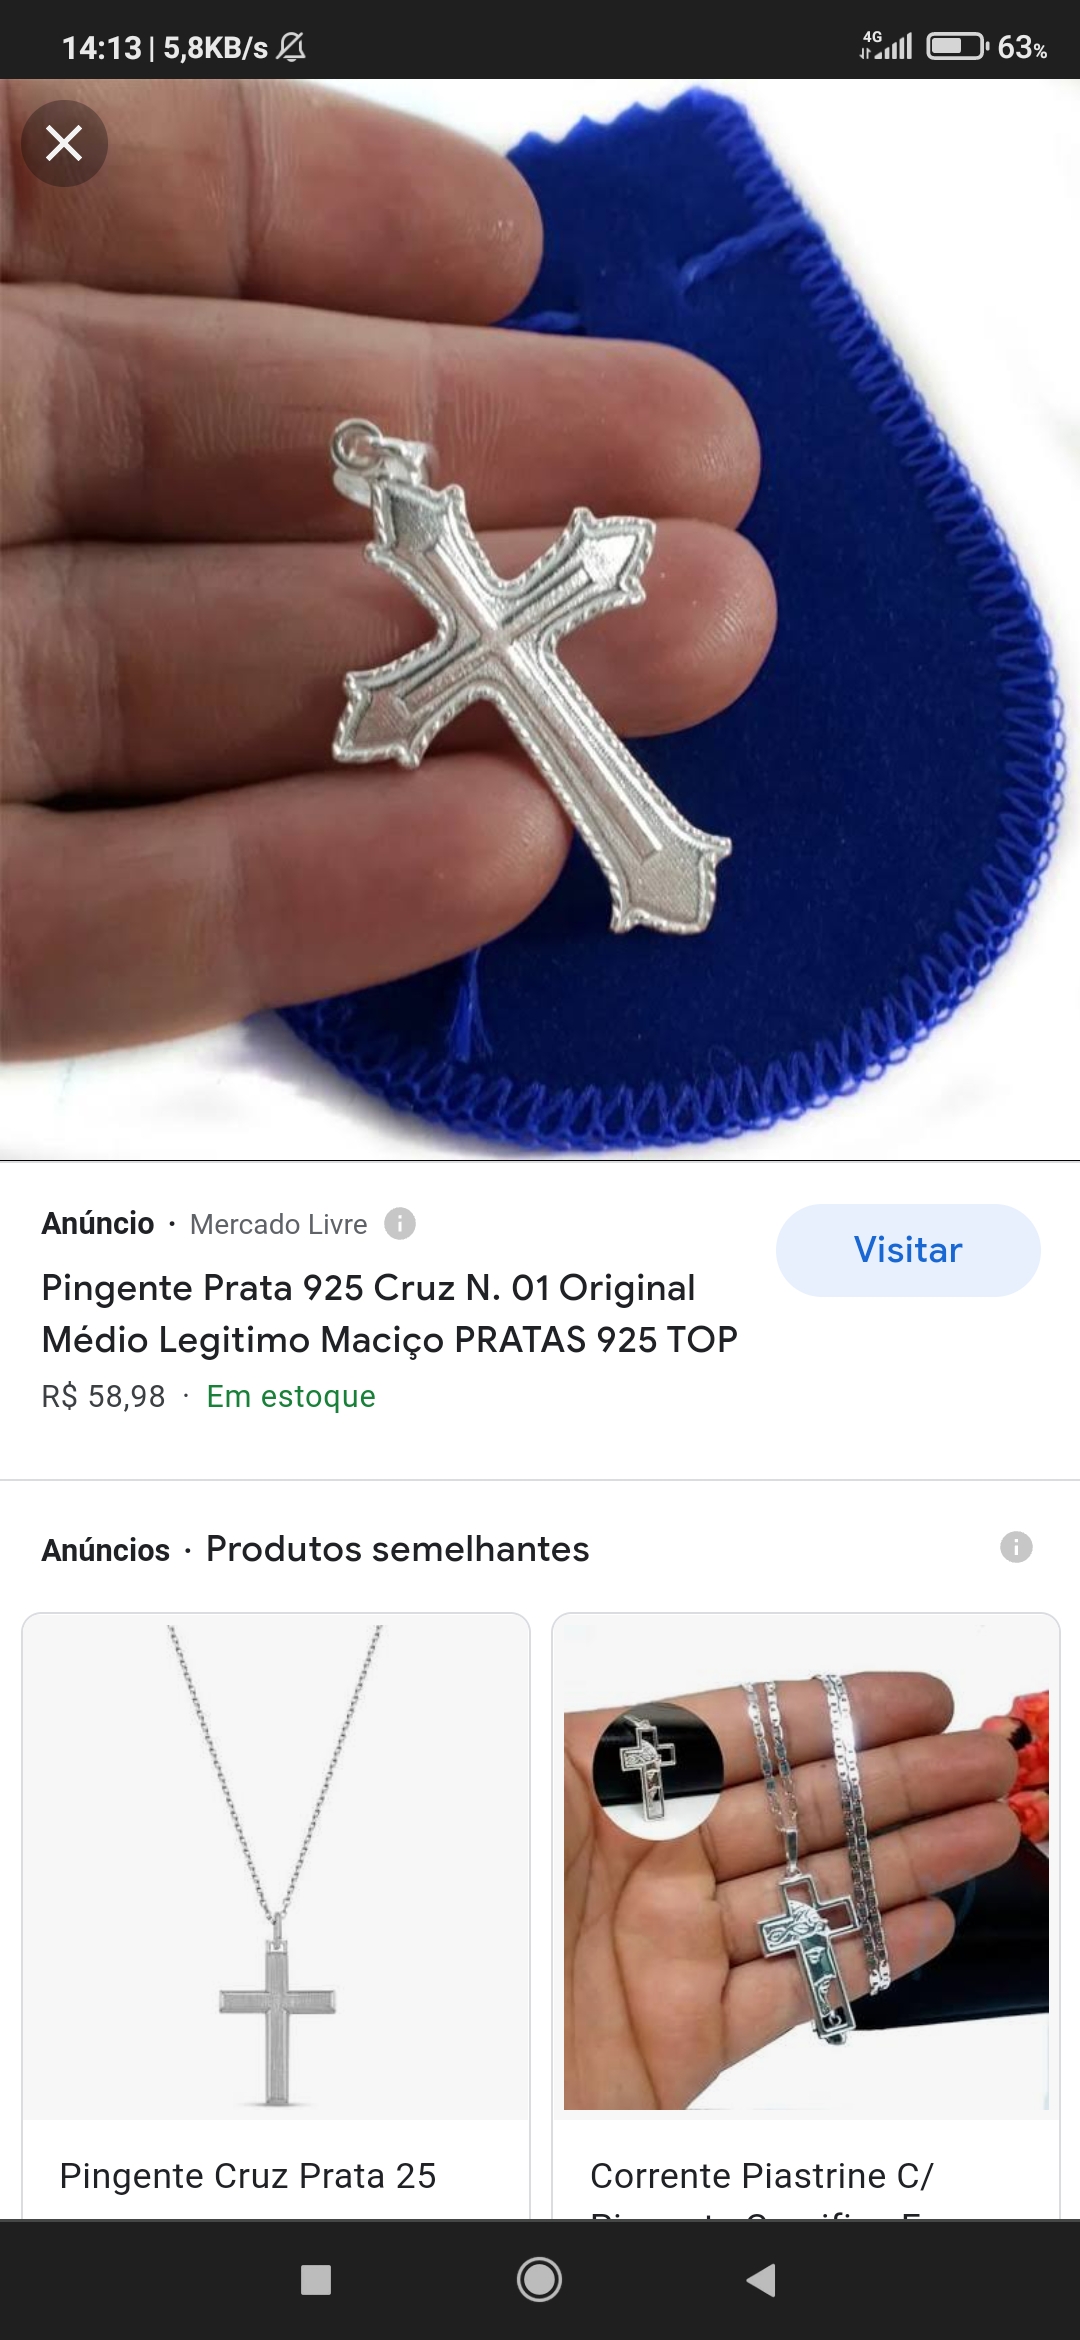 14:13 | 5,8KB/s
4G
63%
Anúncio · Mercado Livre
Visitar
Pingente Prata 925 Cruz N. 01 Original
Médio Legitimo Maciço PRATAS 925 TOP
R$ 58,98 · Em estoque
Anúncios · Produtos semelhantes
Pingente Cruz Prata 25
Corrente Piastrine C/